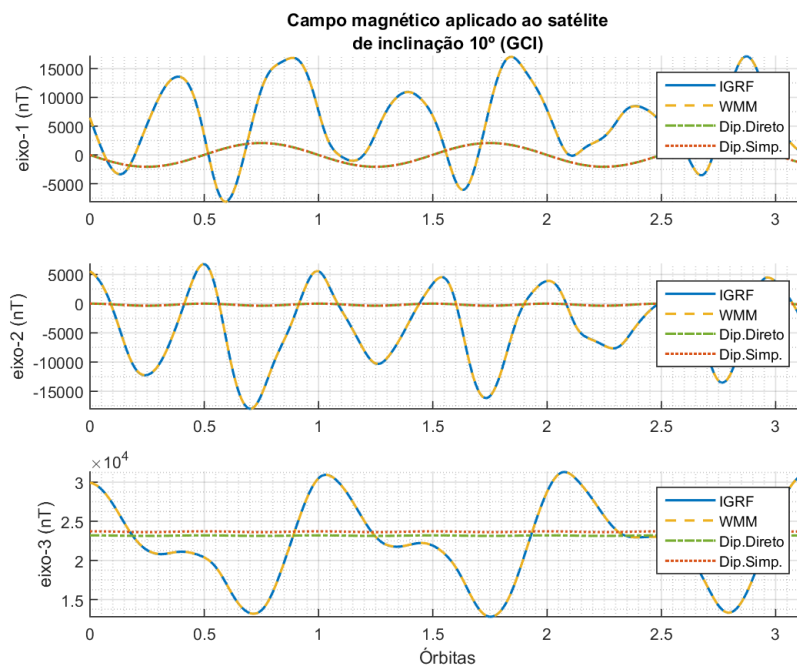 Campo magnético aplicado ao satélite
de inclinação 10º (GCI)
eixo-1 (nT)
15000
10000
5000
0
-5000
0
0.5
1
1.5
2
2.5
3
IGRF
WMM
Dip.Direto
Dip.Simp.
eixo-2 (nT)
5000
0
-5000
-10000
-15000
0
0.5
1
1.5
2
2.5
3
IGRF
WMM
Dip.Direto
Dip.Simp.
×10⁴
eixo-3 (nT)
3
2.5
2
1.5
0
0.5
1
1.5
2
2.5
3
IGRF
WMM
Dip.Direto
Dip.Simp.
Órbitas